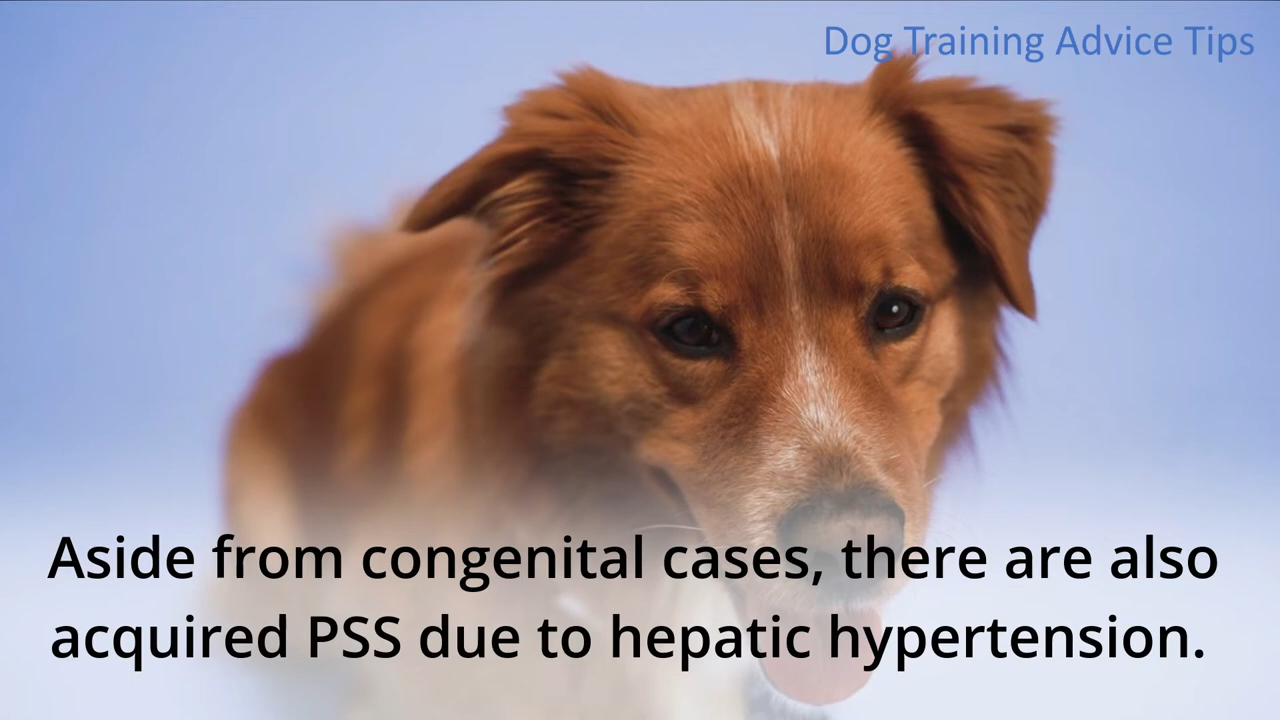 Dog Training Advice Tips
Aside from congenital cases, there are also
acquired PSS due to hepatic hypertension.